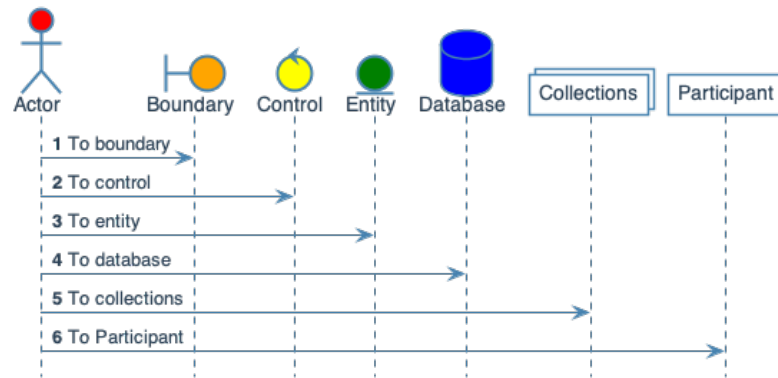 Actor
Boundary
Control
Entity
Database
Collections
Participant
1 To boundary
2 To control
3 To entity
4 To database
5 To collections
6 To Participant